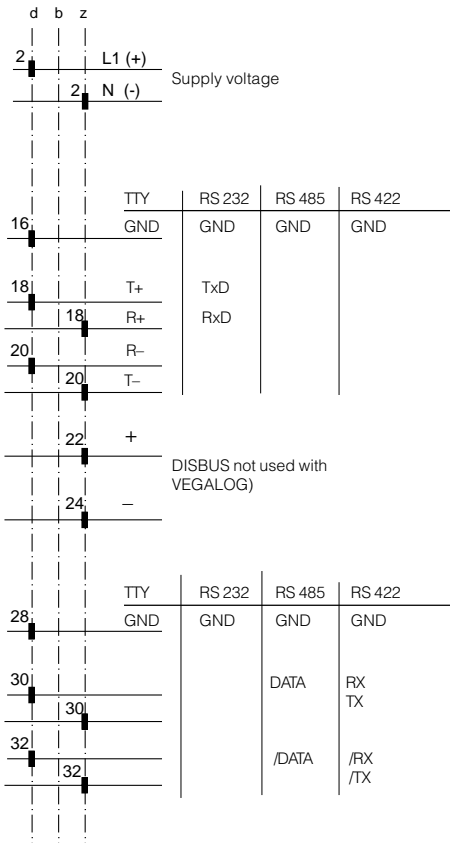 d b z
2 L1 (+)
Supply voltage
2 N (-)
TTY RS 232 RS 485 RS 422
16 GND GND GND GND
18 T+ TxD
18 R+ RxD
20 R–
20 T–
22 +
DISBUS not used with
VEGALOG)
24 –
TTY RS 232 RS 485 RS 422
28 GND GND GND GND
30 DATA RX
TX
30
32 /DATA /RX
32 /TX